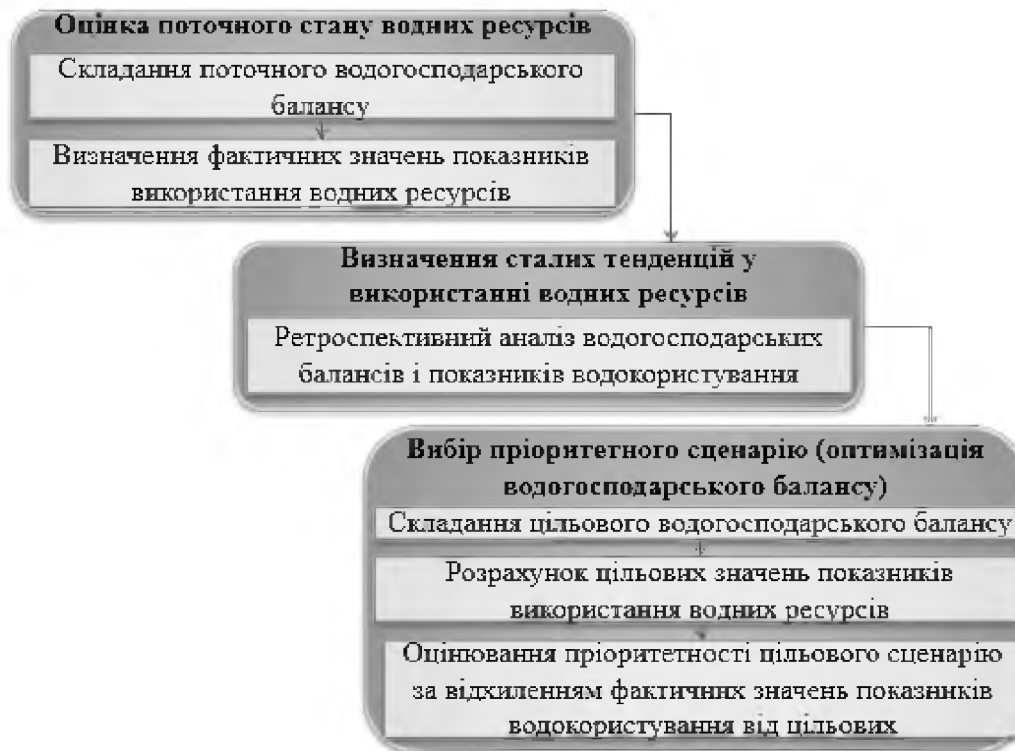 Оцінка поточного стану водних ресурсів
Складання поточного водогосподарського
балансу
Визначення фактичних значень показників
використання водних ресурсів
Визначення сталих тенденцій у
використанні водних ресурсів
Ретроспективний аналіз водогосподарських
балансів і показників водокористування
Вибір пріоритетного сценарію (оптимізація
водогосподарського балансу)
Складання цільового водогосподарського балансу
Розрахунок цільових значень показників
використання водних ресурсів
Оцінювання пріоритетності цільового сценарію
за відхиленням фактичних значень показників
водокористування від цільових